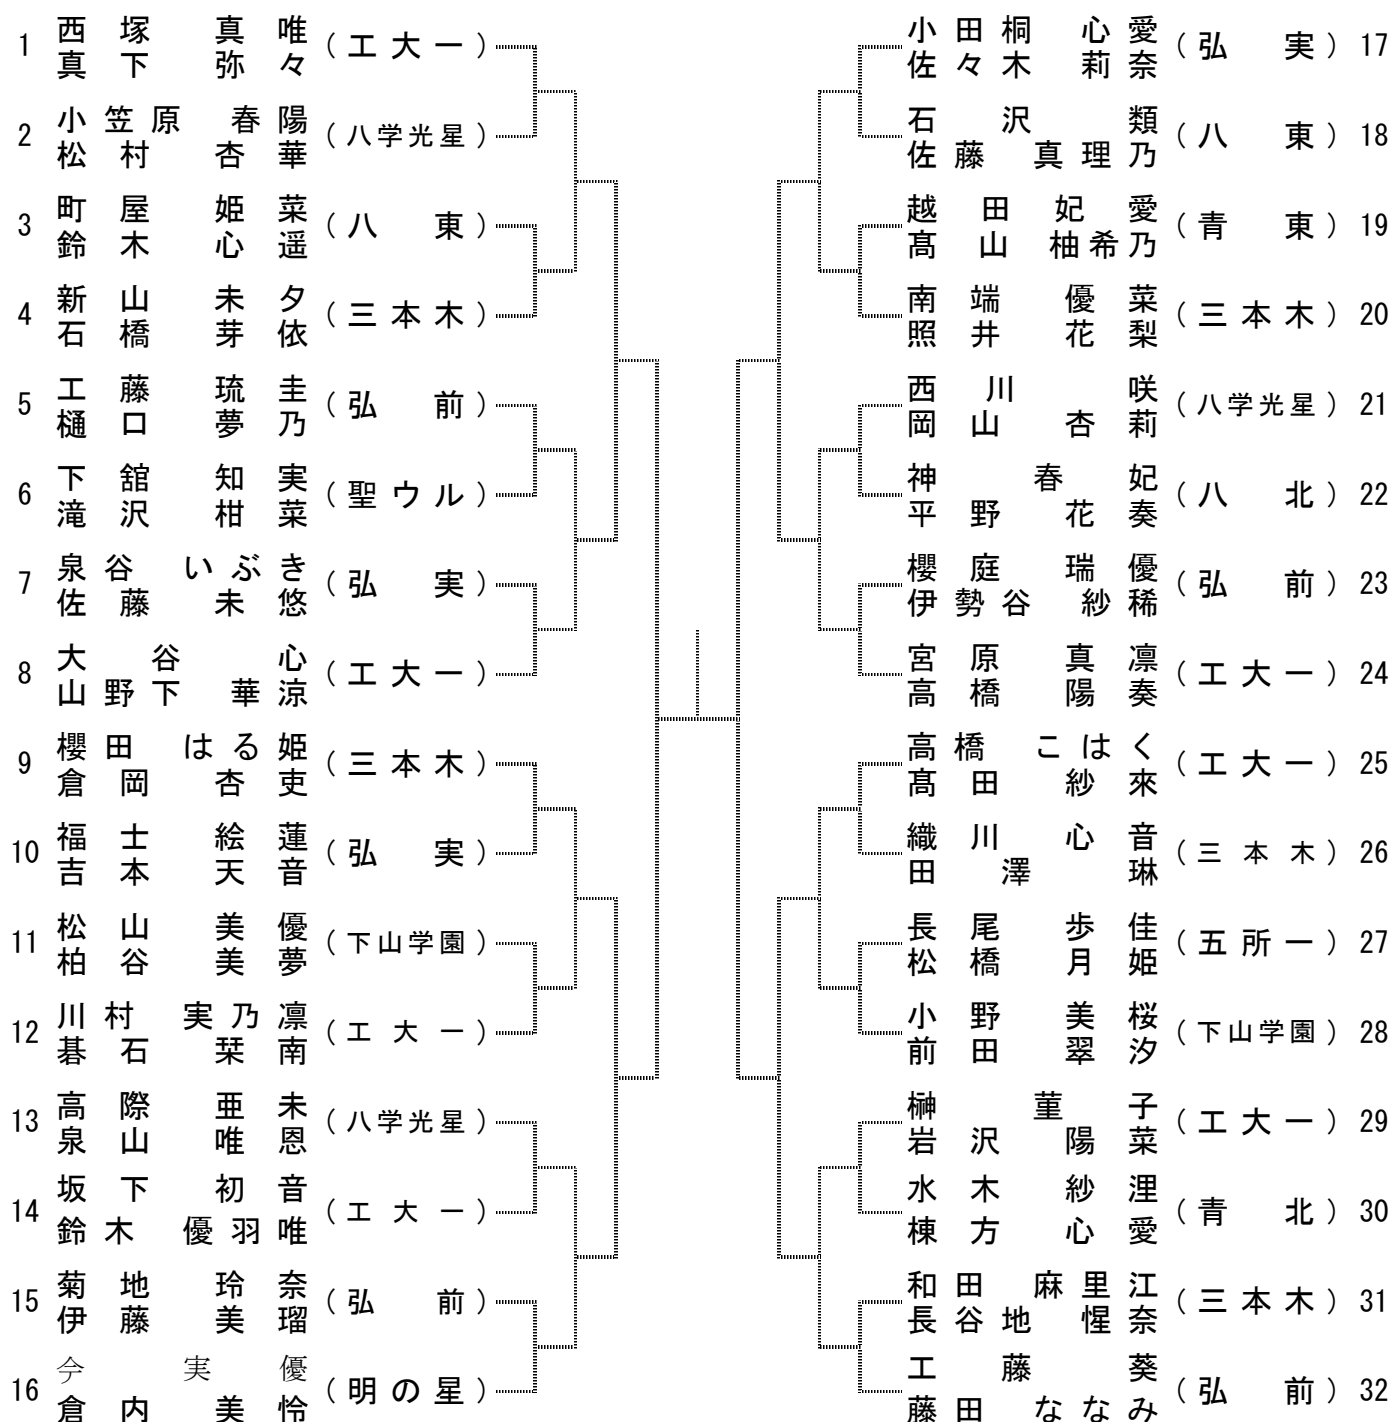 西塚 真唯
1 (工大一)
真下 弥々
小笠原 春陽
2 (八学光星)
松村 杏華
町屋 姫菜
3 (八東)
鈴木 心遥
新山 未夕
4 (三本木)
石橋 芽依
工藤 琉圭
5 (弘前)
樋口 夢乃
下舘 知実
6 (聖ウル)
滝沢 柑菜
泉谷 いぶき
7 (弘実)
佐藤 未悠
大谷 心
8 (工大一)
山野下 華涼
櫻田 はる姫
9 (三本木)
倉岡 杏吏
福士 絵蓮
10 (弘実)
吉本 天音
松山 美優
11 (下山学園)
柏谷 美夢
川村 実乃凛
12 (工大一)
碁石 栞南
高際 亜未
13 (八学光星)
泉山 唯恩
坂下 初音
14 (工大一)
鈴木 優羽唯
菊地 玲奈
15 (弘前)
伊藤 美瑠
今 実優
16 (明の星)
倉内 美怜
小田桐 心愛
(弘実) 17
佐々木 莉奈
石沢 類
(八東) 18
佐藤 真理乃
越田 妃愛
(青東) 19
髙山 柚希乃
南端 優菜
(三本木) 20
照井 花梨
西川 咲
(八学光星) 21
岡山 杏莉
神 春妃
(八北) 22
平野 花奏
櫻庭 瑞優
(弘前) 23
伊勢谷 紗稀
宮原 真凛
(工大一) 24
高橋 陽奏
高橋 こはく
(工大一) 25
髙田 紗來
織川 心音
(三本木) 26
田澤 琳
長尾 歩佳
(五所一) 27
松橋 月姫
小野 美桜
(下山学園) 28
前田 翠汐
榊 菫子
(工大一) 29
岩沢 陽菜
水木 紗浬
(青北) 30
棟方 心愛
和田 麻里江
(三本木) 31
長谷地 惺奈
工藤 葵
(弘前) 32
藤田 ななみ